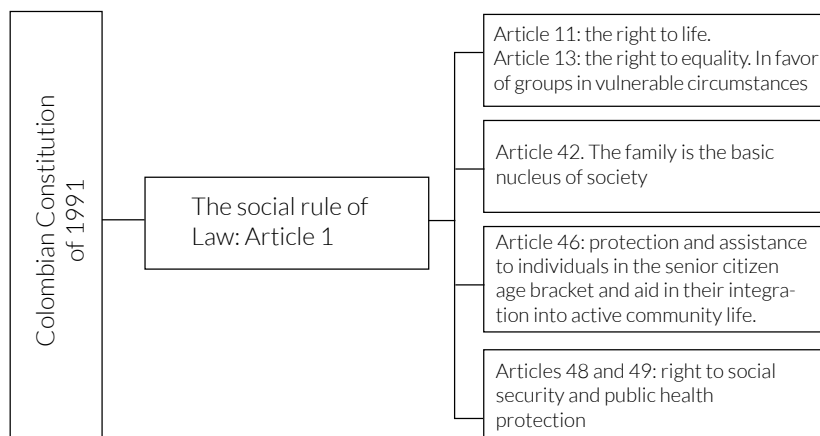 Colombian Constitution
of 1991
The social rule of
Law: Article 1
Article 11: the right to life.
Article 13: the right to equality. In favor
of groups in vulnerable circumstances
Article 42. The family is the basic
nucleus of society
Article 46: protection and assistance
to individuals in the senior citizen
age bracket and aid in their integra-
tion into active community life.
Articles 48 and 49: right to social
security and public health
protection